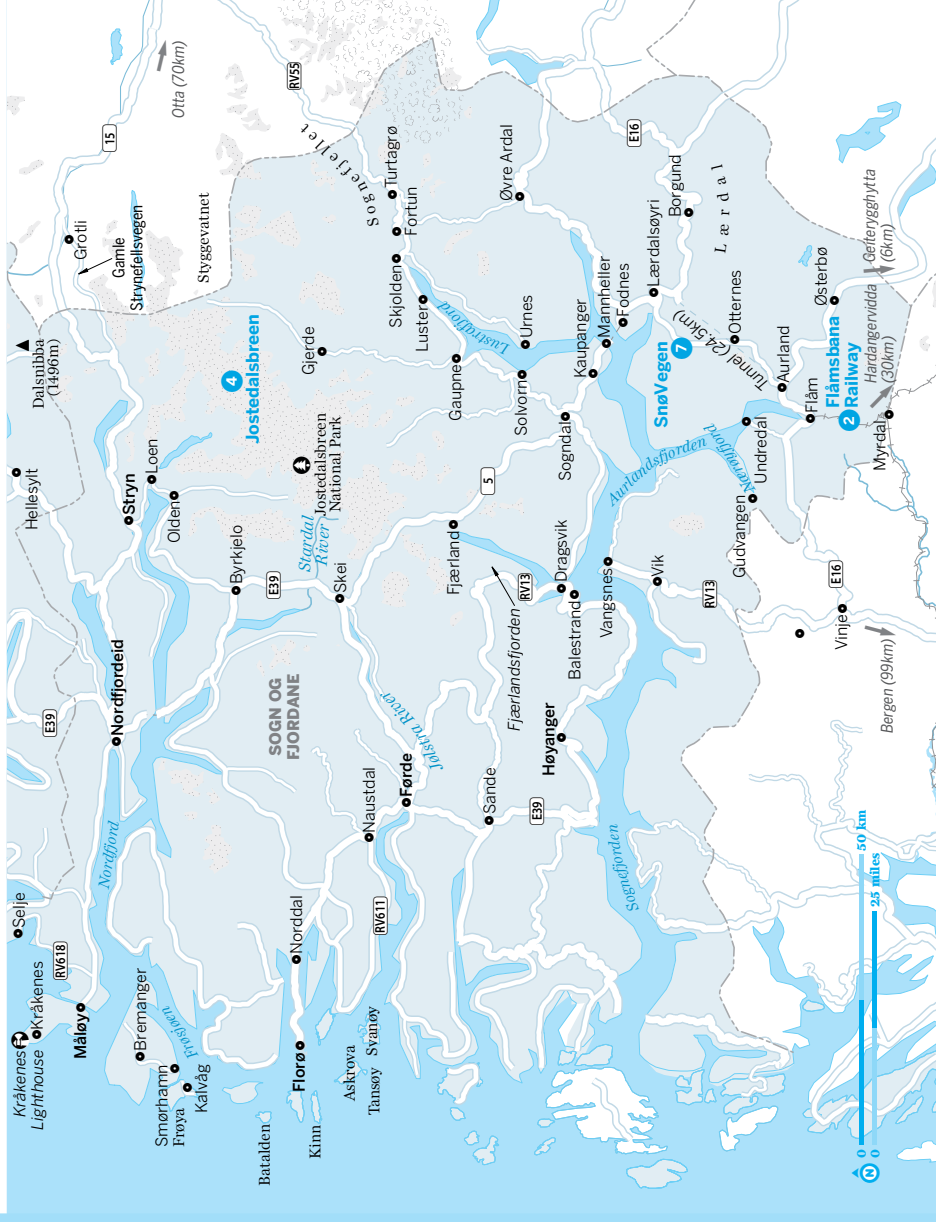 Kråkenes
Lighthouse
Kråkenes
Selje
Hellesylt
Dalsnibba
(1496m)
E39
RV618
Måløy
Grotli
15
Gamle
Strynefellsvegen
Nordfjord
Nordfjordeid
Stryn
Loen
Otta (70km)
Bremanger
Smørhamn
Frøya
Kalvåg
Frøsjøen
Olden
Styggevatnet
Byrkjelo
4
Jostedalsbreen
Batalden
Kinn
E39
SOGN OG
FJORDANE
RV55
Florø
Norddal
Stardal
River
Jostedalsbreen
National Park
Gjerde
Sognefjellet
Skei
Askrova
Tansøy
Svanøy
RV611
Naustdal
Førde
Jølstra River
Skjolden
Fortun
Turtagrø
Luster
Gaupne
Fjærland
5
Lustrafjord
Sande
Fjærlandsfjorden
Solvorn
Urnes
Øvre Ardal
RV13
E39
Høyanger
Dragsvik
Balestrand
Sogndal
Kaupanger
Mannheller
Fodnes
Vangsnes
Aurlandsfjorden
Sognefjorden
Vik
Lærdalsøyri
E16
SnøVegen
7
Borgund
Lærdal
RV13
Nærøyfjord
Gudvangen
Undredal
Otternes
Tunnel (24.5km)
Aurland
Flåm
Østerbø
2
Flåmsbana
Railway
E16
Vinje
Hardangervidda
(30km)
Geiterygghytta
(6km)
Myrdal
Bergen (99km)
N
0
50 km
0
25 miles